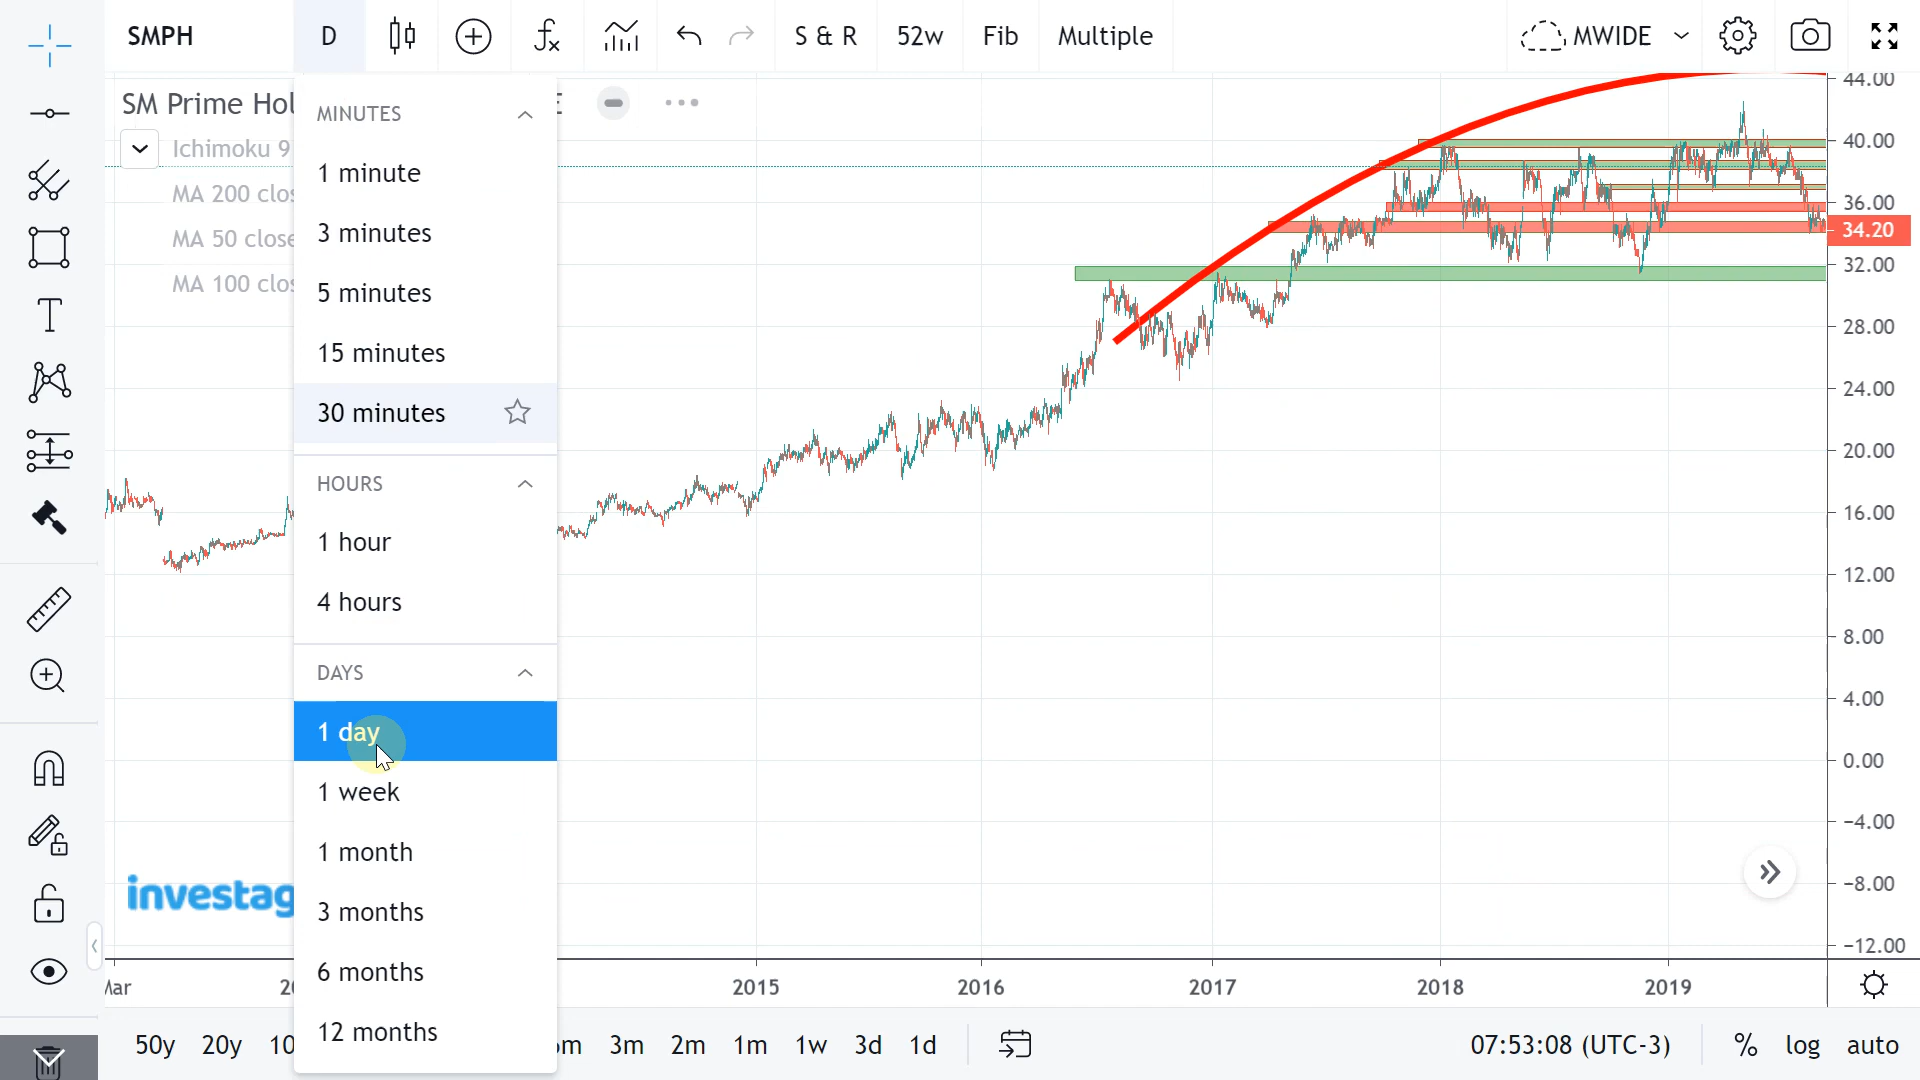 SMPH D S & R 52w Fib Multiple MWIDE
SM Prime Hol E
Ichimoku 9
MA 200 clos
MA 50 close
MA 100 clos
MINUTES
1 minute
3 minutes
5 minutes
15 minutes
30 minutes
HOURS
1 hour
4 hours
DAYS
1 day
1 week
1 month
3 months
6 months
12 months
44.00
40.00
36.00
34.20
32.00
28.00
24.00
20.00
16.00
12.00
8.00
4.00
0.00
-4.00
-8.00
-12.00
investag
Mar 20 2015 2016 2017 2018 2019
50y 20y 10 m 3m 2m 1m 1w 3d 1d 07:53:08 (UTC-3) % log auto